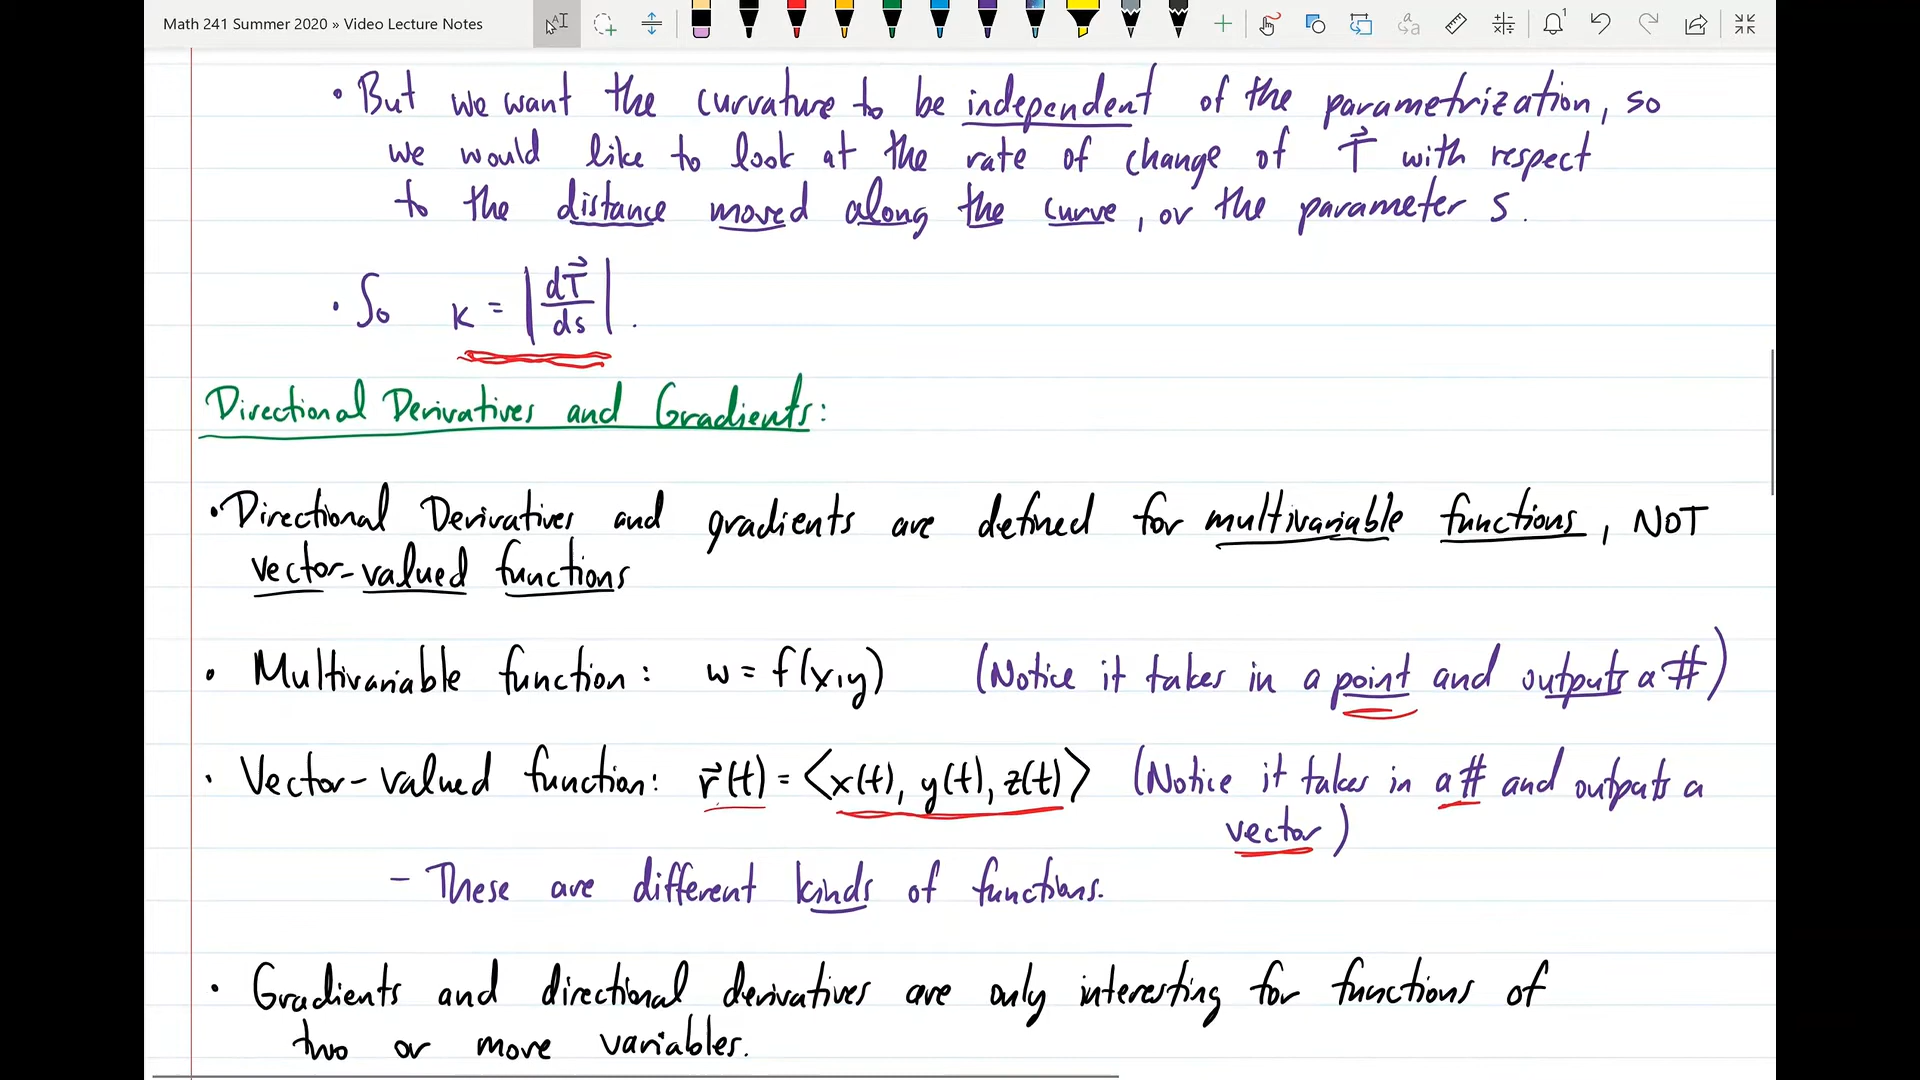 Math 241 Summer 2020 » Video Lecture Notes
• But we want the curvature to be independent of the parametrization, so
we would like to look at the rate of change of T⃗ with respect
to the distance moved along the curve, or the parameter s.
• So κ = |dT⃗/ds|.
Directional Derivatives and Gradients:
• Directional Derivatives and gradients are defined for multivariable functions, NOT
vector-valued functions
• Multivariable function: w = f(x,y) (Notice it takes in a point and outputs a #)
• Vector-valued function: r⃗(t) = ⟨x(t), y(t), z(t)⟩ (Notice it takes in a # and outputs a
vector)
- These are different kinds of functions.
• Gradients and directional derivatives are only interesting for functions of
two or more variables.